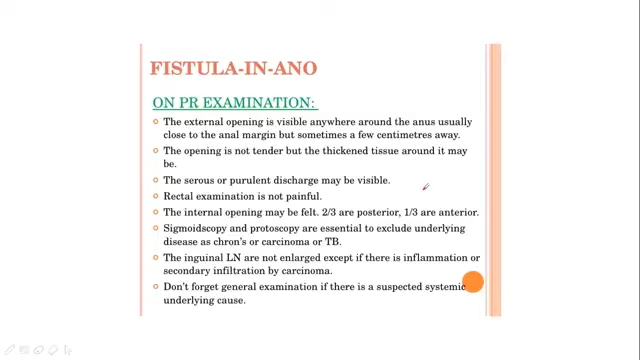 FISTULA-IN-ANO
ON PR EXAMINATION:
The external opening is visible anywhere around the anus usually
close to the anal margin but sometimes a few centimetres away.
The opening is not tender but the thickened tissue around it may
be.
The serous or purulent discharge may be visible.
Rectal examination is not painful.
The internal opening may be felt. 2/3 are posterior, 1/3 are anterior.
Sigmoidscopy and protoscopy are essential to exclude underlying
disease as chron's or carcinoma or TB.
The inguinal LN are not enlarged except if there is inflammation or
secondary infiltration by carcinoma.
Don't forget general examination if there is a suspected systemic
underlying cause.